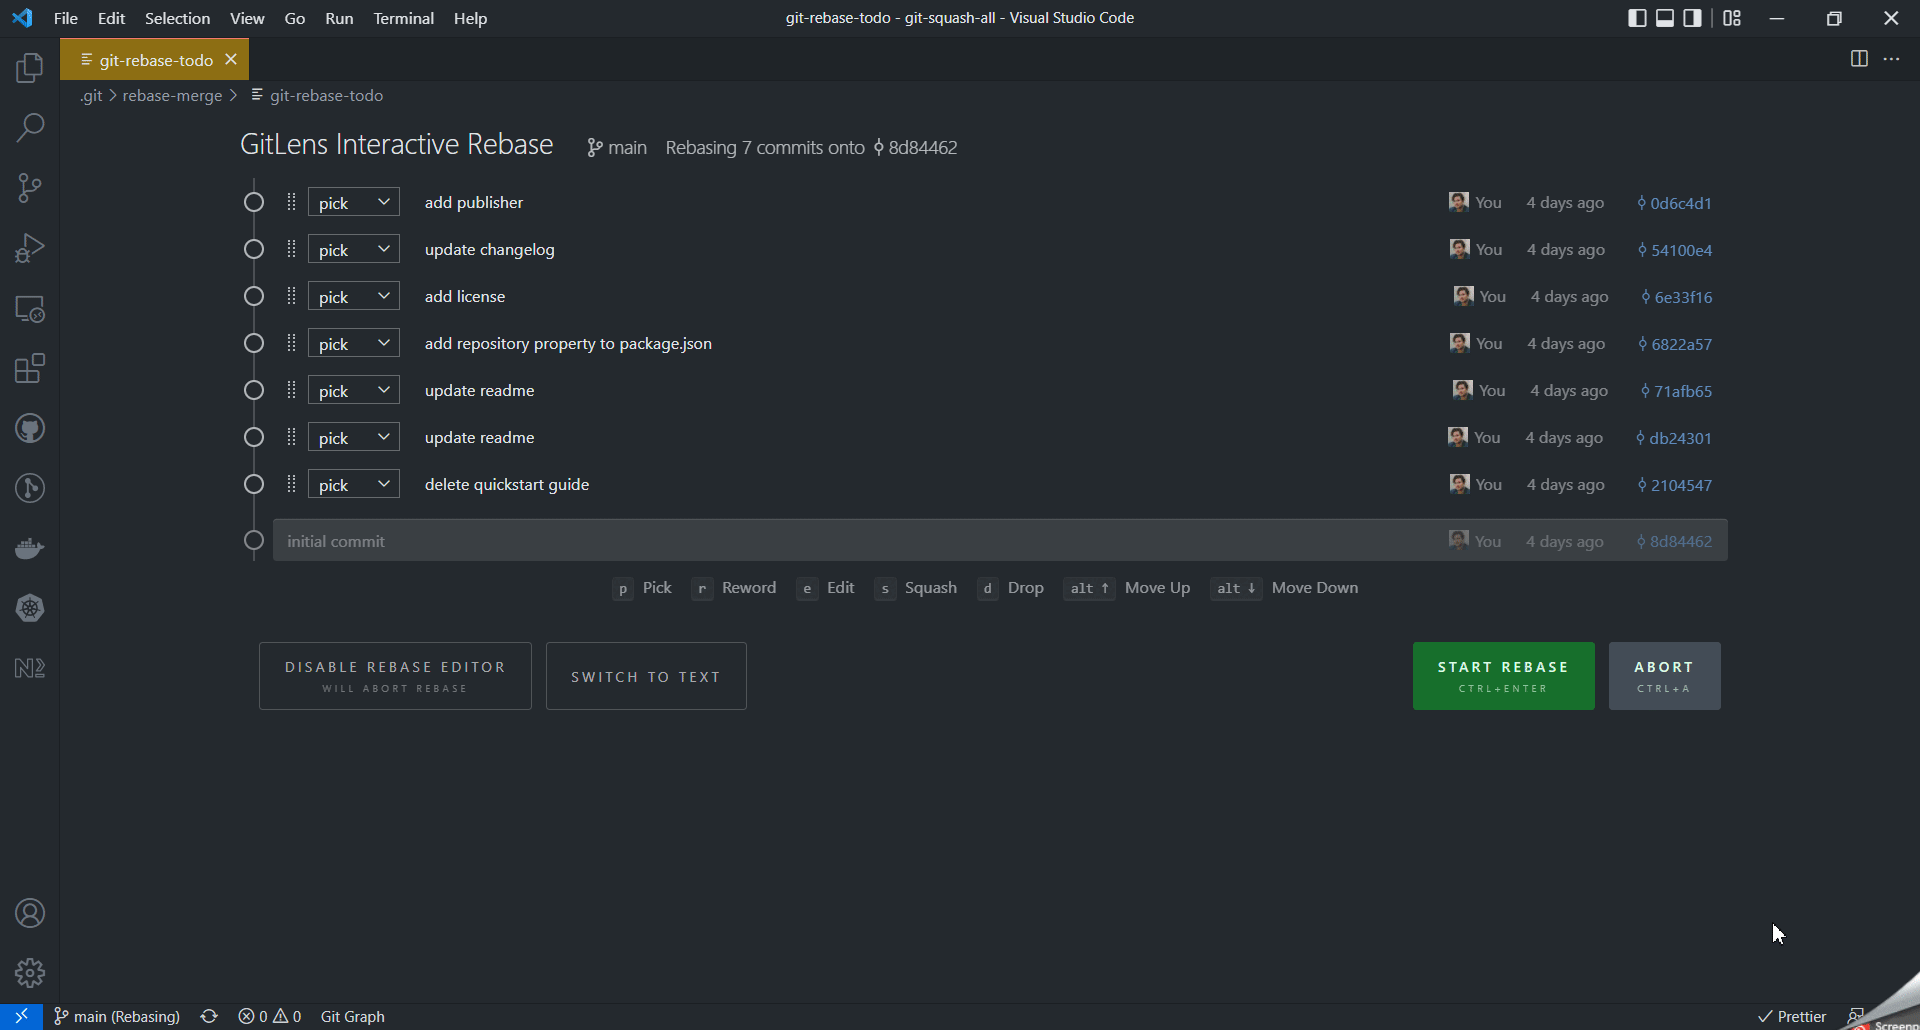 File Edit Selection View Go Run Terminal Help
git-rebase-todo - git-squash-all - Visual Studio Code
git-rebase-todo
.git > rebase-merge > git-rebase-todo
GitLens Interactive Rebase main Rebasing 7 commits onto 8d84462
pick add publisher You 4 days ago 0d6c4d1
pick update changelog You 4 days ago 54100e4
pick add license You 4 days ago 6e33f16
pick add repository property to package.json You 4 days ago 6822a57
pick update readme You 4 days ago 71afb65
pick update readme You 4 days ago db24301
pick delete quickstart guide You 4 days ago 2104547
initial commit You 4 days ago 8d84462
p Pick r Reword e Edit s Squash d Drop alt ↑ Move Up alt ↓ Move Down
DISABLE REBASE EDITOR
WILL ABORT REBASE
SWITCH TO TEXT
START REBASE
CTRL+ENTER
ABORT
CTRL+A
main (Rebasing) 0 0 Git Graph
Prettier